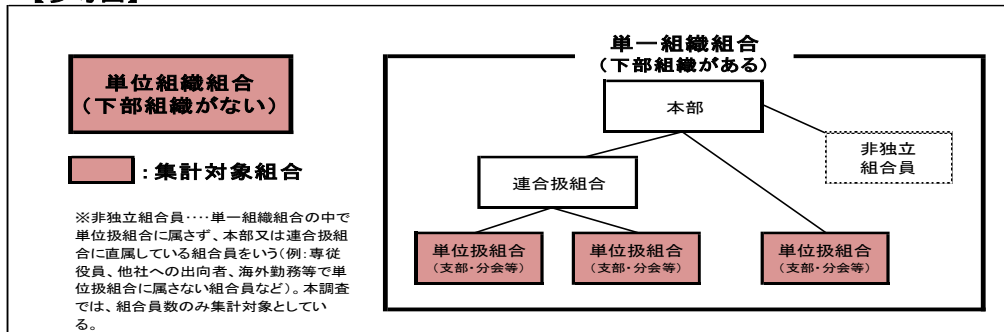 単位組織組合
（下部組織がない）
：集計対象組合
※非独立組合員････単一組織組合の中で
単位扱組合に属さず、本部又は連合扱組
合に直属している組合員をいう（例：専従
役員、他社への出向者、海外勤務等で単
位扱組合に属さない組合員など）。本調査
では、組合員数のみ集計対象としてい
る。
単一組織組合
（下部組織がある）
本部
非独立
組合員
連合扱組合
単位扱組合
（支部・分会等）
単位扱組合
（支部・分会等）
単位扱組合
（支部・分会等）